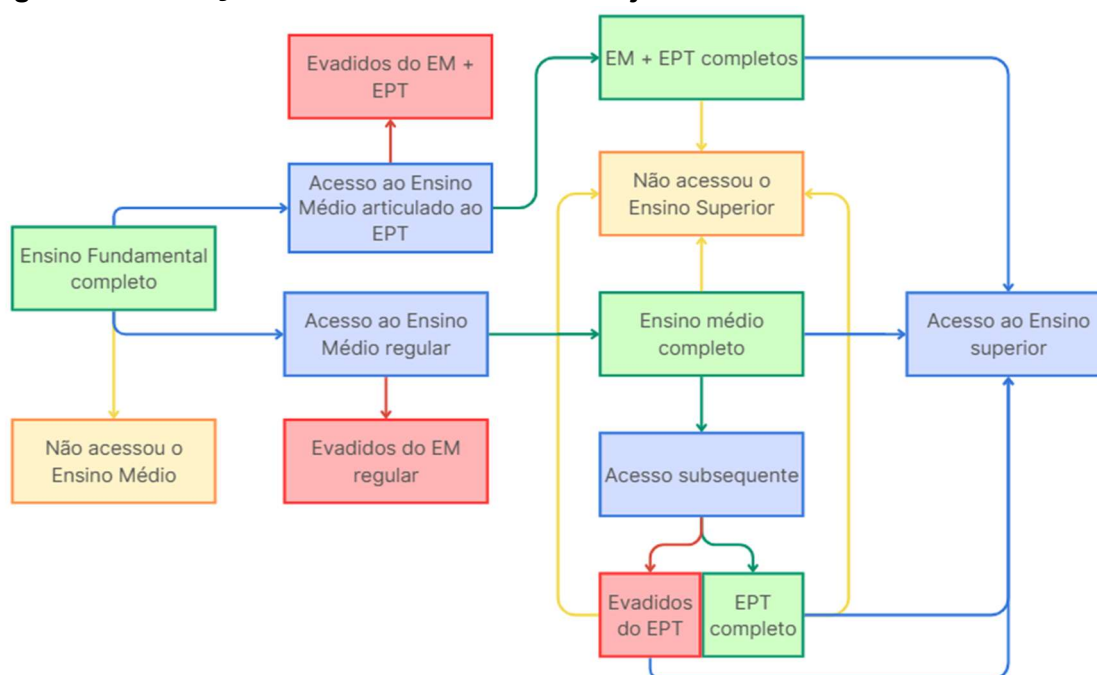 Evadidos do EM +
EPT
EM + EPT completos
Acesso ao Ensino
Médio articulado ao
EPT
Não acessou o
Ensino Superior
Ensino Fundamental
completo
Acesso ao Ensino
Médio regular
Ensino médio
completo
Acesso ao Ensino
superior
Não acessou o
Ensino Médio
Evadidos do EM
regular
Acesso subsequente
Evadidos
do EPT
EPT
completo